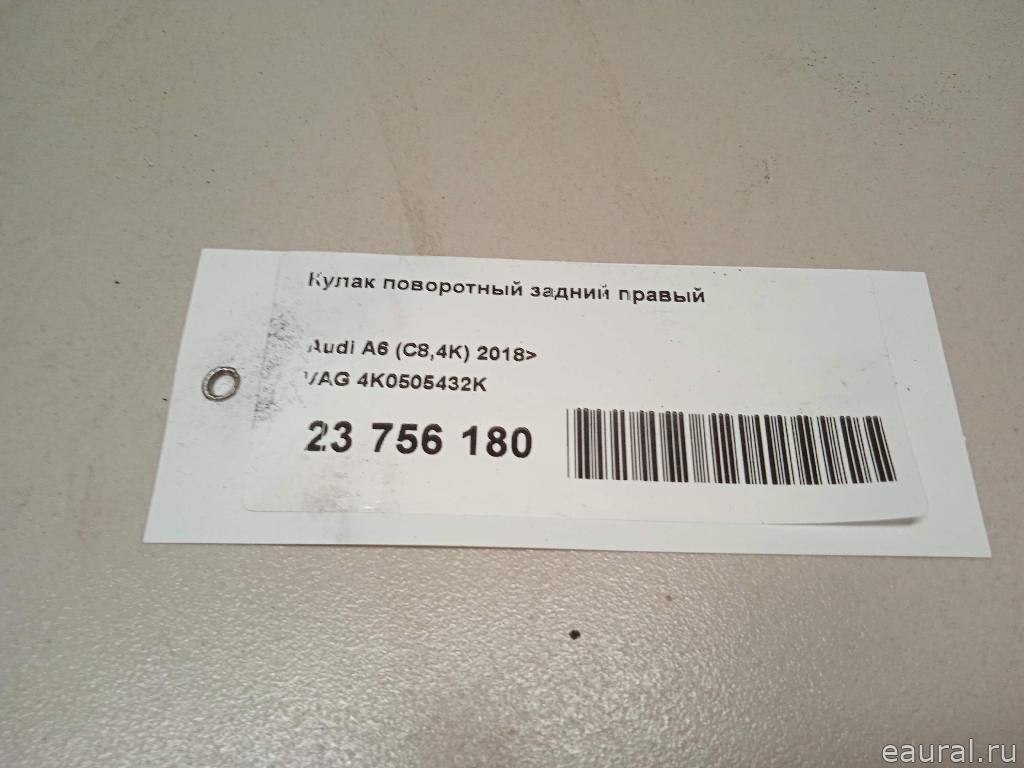 Кулак поворотный задний правый
Audi A6 (C8,4K) 2018>
VAG 4K0505432K
23 756 180
eaural.ru